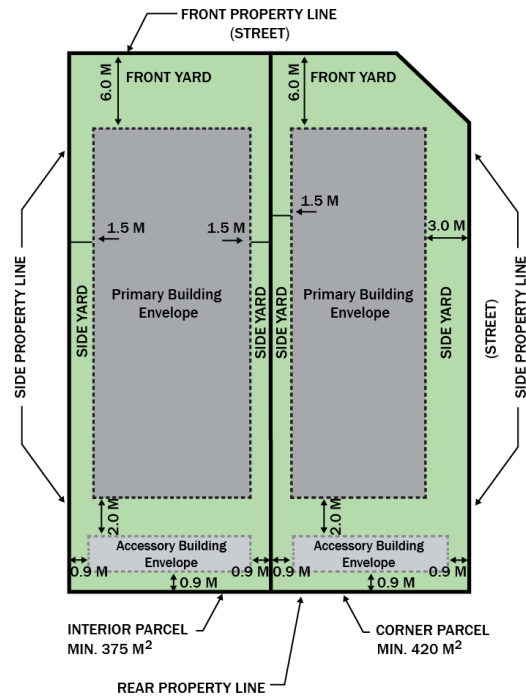 FRONT PROPERTY LINE
(STREET)
6.0 M
FRONT YARD
6.0 M
FRONT YARD
1.5 M
1.5 M
1.5 M
3.0 M
SIDE PROPERTY LINE
SIDE YARD
Primary Building
Envelope
SIDE YARD
SIDE YARD
Primary Building
Envelope
SIDE YARD
(STREET)
SIDE PROPERTY LINE
2.0 M
2.0 M
Accessory Building
Envelope
Accessory Building
Envelope
0.9 M
0.9 M
0.9 M
0.9 M
0.9 M
0.9 M
INTERIOR PARCEL
MIN. 375 M²
CORNER PARCEL
MIN. 420 M²
REAR PROPERTY LINE